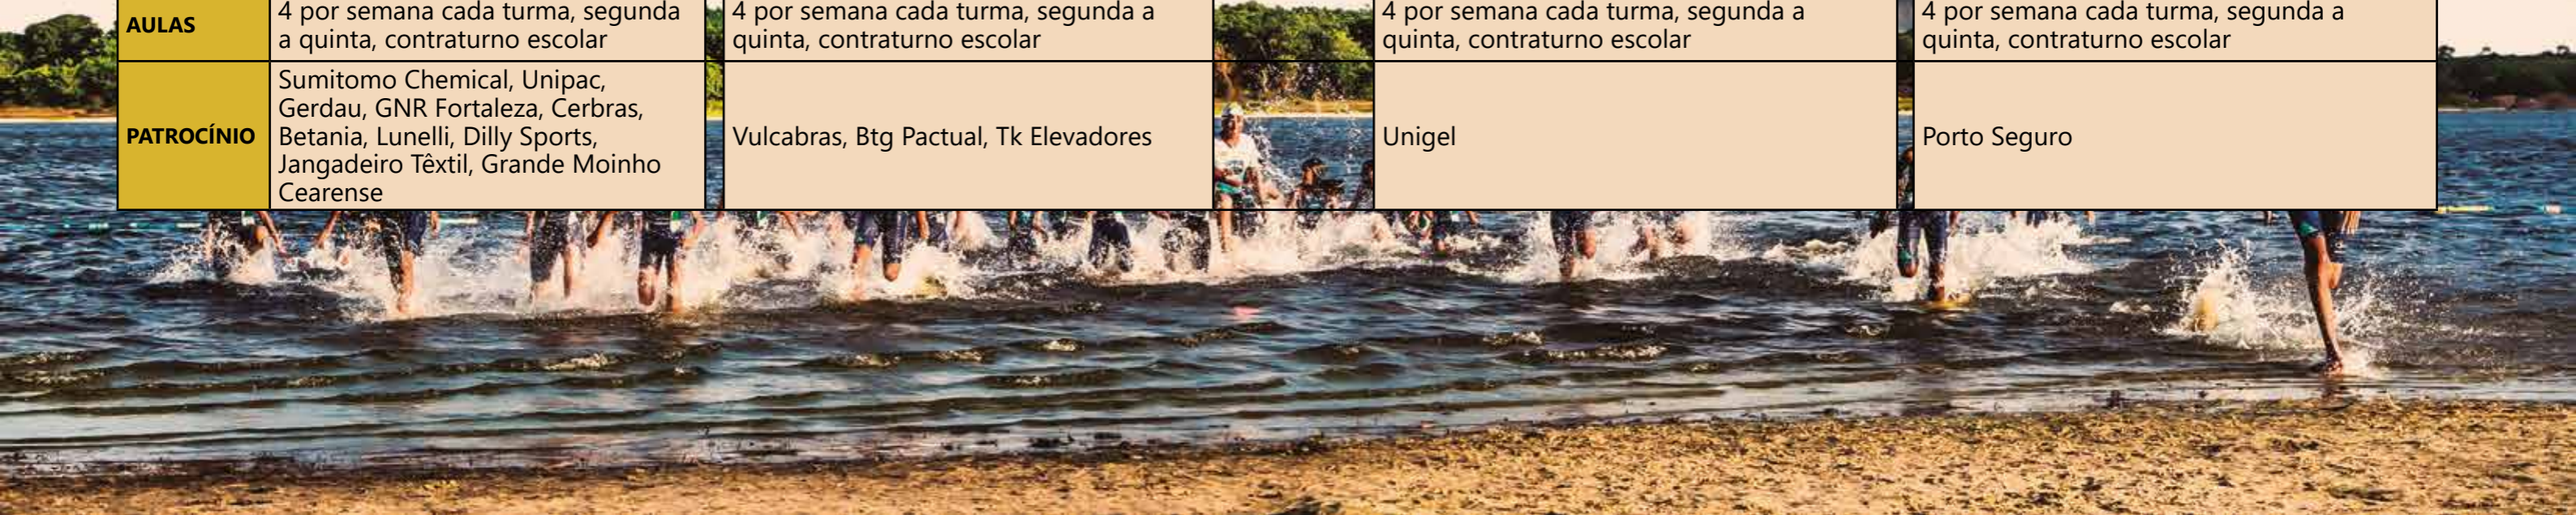 AULAS
4 por semana cada turma, segunda
a quinta, contraturno escolar
4 por semana cada turma, segunda a
quinta, contraturno escolar
4 por semana cada turma, segunda a
quinta, contraturno escolar
4 por semana cada turma, segunda a
quinta, contraturno escolar
PATROCÍNIO
Sumitomo Chemical, Unipac,
Gerdau, GNR Fortaleza, Cerbras,
Betania, Lunelli, Dilly Sports,
Jangadeiro Têxtil, Grande Moinho
Cearense
Vulcabras, Btg Pactual, Tk Elevadores
Unigel
Porto Seguro